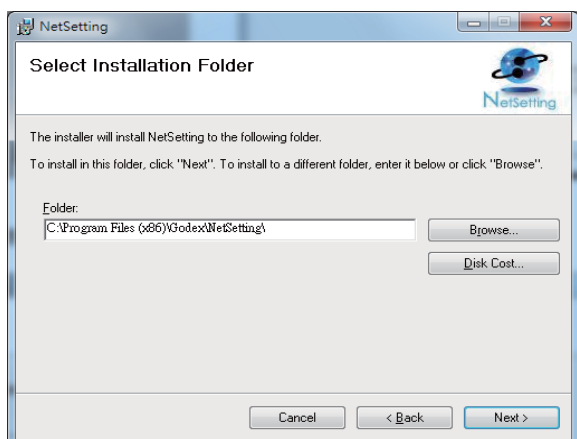 NetSetting
Select Installation Folder
NetSetting
The installer will install NetSetting to the following folder.
To install in this folder, click "Next". To install to a different folder, enter it below or click "Browse".
Folder:
C:\Program Files (x86)\Godex\NetSetting\
Browse...
Disk Cost...
Cancel
< Back
Next >